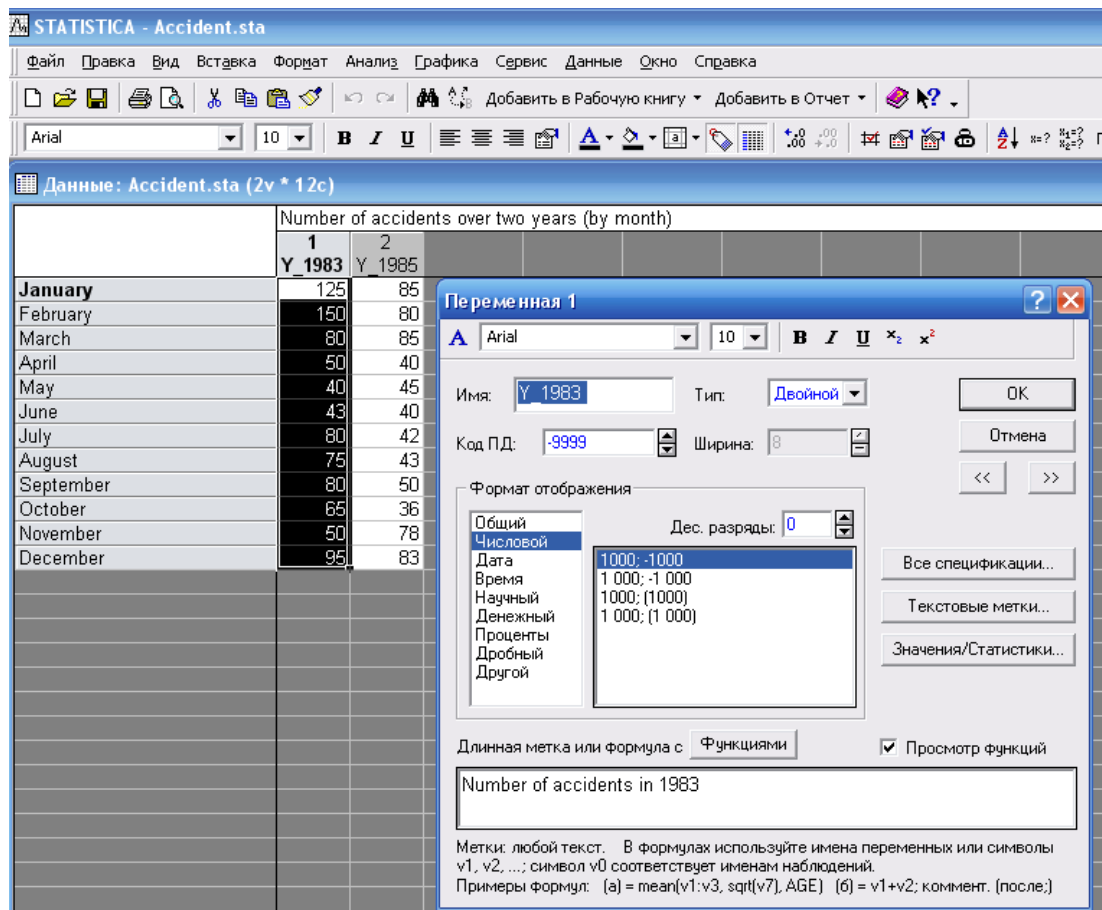 STATISTICA - Accident.sta
Файл Правка Вид Вставка Формат Анализ Графика Сервис Данные Окно Справка
Добавить в Рабочую книгу Добавить в Отчет
Arial 10 B I U
Данные: Accident.sta (2v * 12c)
Number of accidents over two years (by month)
1 2
Y_1983 Y_1985
January 125 85
February 150 80
March 80 85
April 50 40
May 40 45
June 43 40
July 80 42
August 75 43
September 80 50
October 65 36
November 50 78
December 95 83
Переменная 1
A Arial 10 B I U x₂ x²
Имя: Y_1983 Тип: Двойной OK
Код ПД: -9999 Ширина: 8 Отмена
<< >>
Формат отображения
Общий
Числовой
Дата
Время
Научный
Денежный
Проценты
Дробный
Другой
Дес. разряды: 0
1000; -1000
1 000; -1 000
1000; (1000)
1 000; (1 000)
Все спецификации...
Текстовые метки...
Значения/Статистики...
Длинная метка или формула с Функциями Просмотр функций
Number of accidents in 1983
Метки: любой текст. В формулах используйте имена переменных или символы
v1, v2, ...; символ v0 соответствует именам наблюдений.
Примеры формул: (а) = mean(v1:v3, sqrt(v7), AGE) (б) = v1+v2; коммент. (после;)